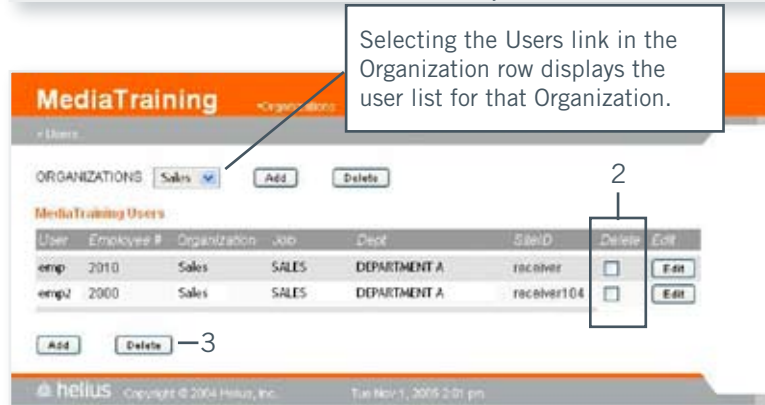 Selecting the Users link in the
Organization row displays the
user list for that Organization.
MediaTraining
•Organizations
• Users
ORGANIZATIONS Sales Add Delete
2
MediaTraining Users
User Employee # Organization Job Dept SiteID Delete Edit
emp 2010 Sales SALES DEPARTMENT A receiver Edit
emp2 2000 Sales SALES DEPARTMENT A receiver104 Edit
Add Delete 3
helius Copyright © 2004 Helius, Inc. Tue Nov 1, 2005 2:01 pm